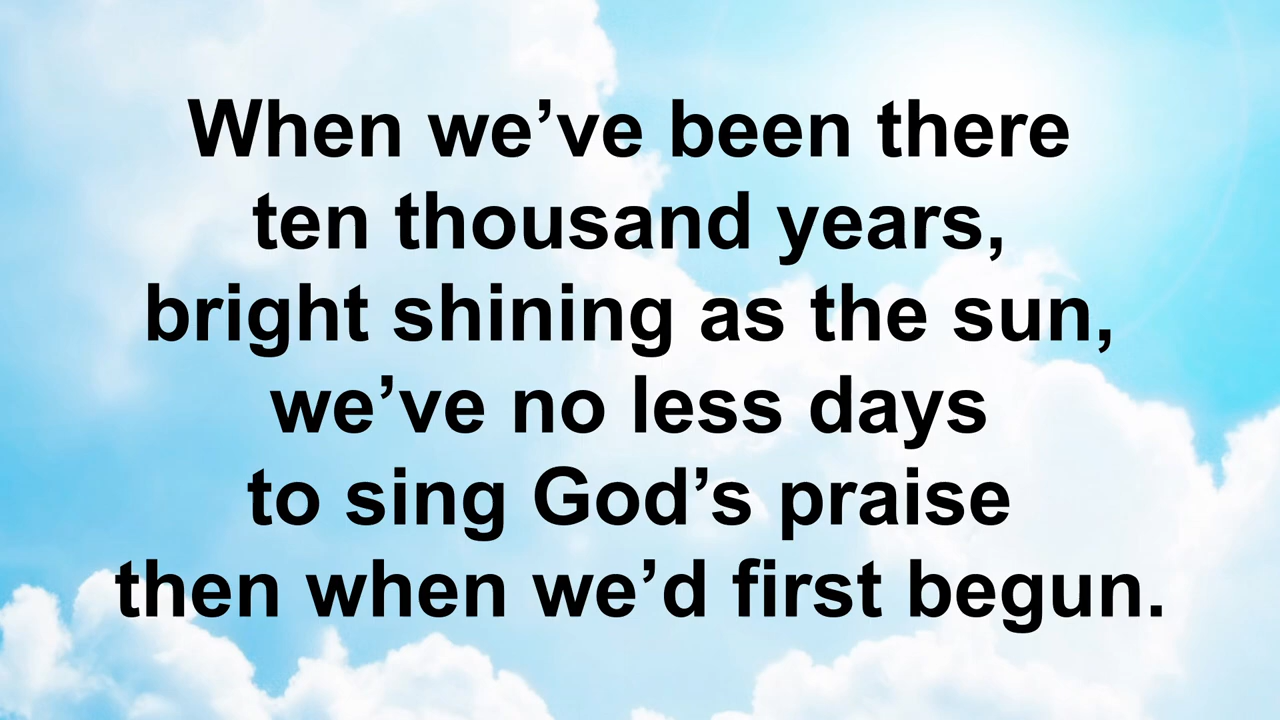 When we’ve been there
ten thousand years,
bright shining as the sun,
we’ve no less days
to sing God’s praise
then when we’d first begun.